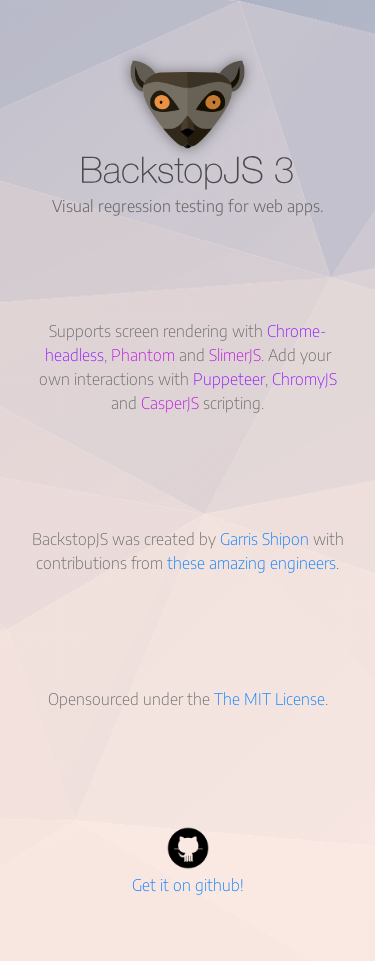 BackstopJS 3
Visual regression testing for web apps.
Supports screen rendering with Chrome-
headless, Phantom and SlimerJS. Add your
own interactions with Puppeteer, ChromyJS
and CasperJS scripting.
BackstopJS was created by Garris Shipon with
contributions from these amazing engineers.
Opensourced under the The MIT License.
Get it on github!